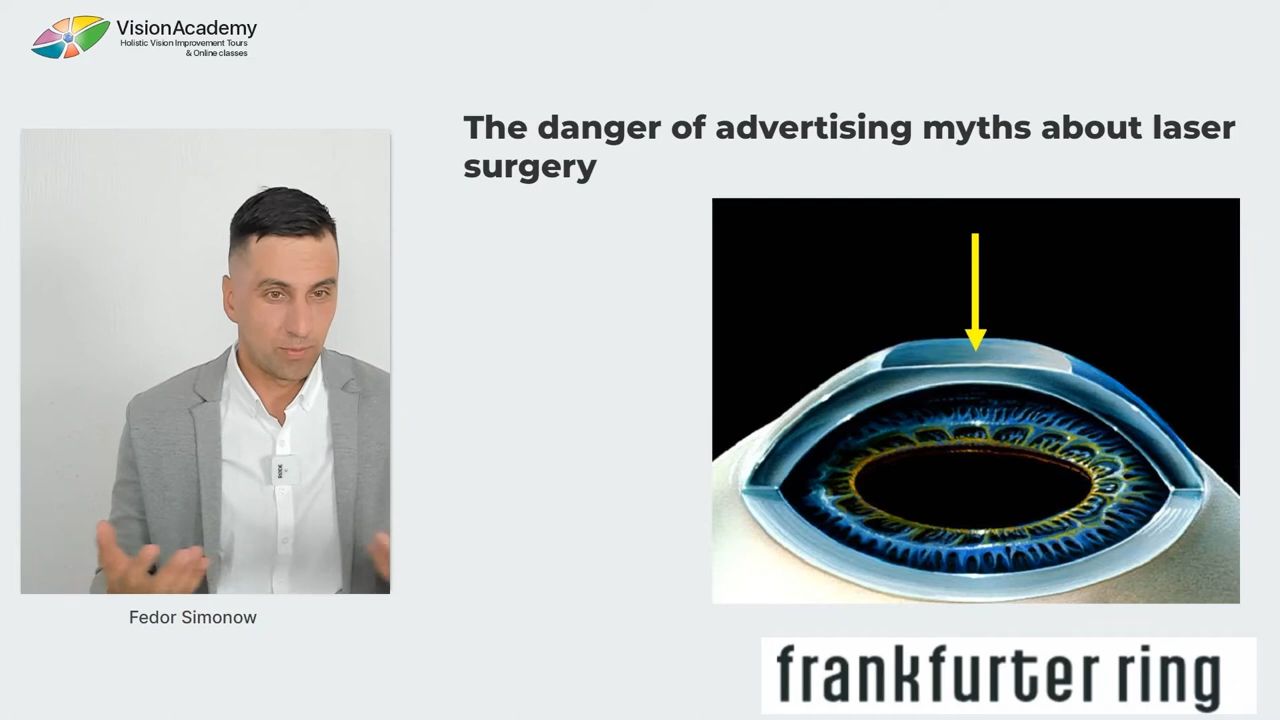 VisionAcademy
Holistic Vision Improvement Tours
& Online classes
The danger of advertising myths about laser
surgery
RODE
Fedor Simonow
frankfurter ring